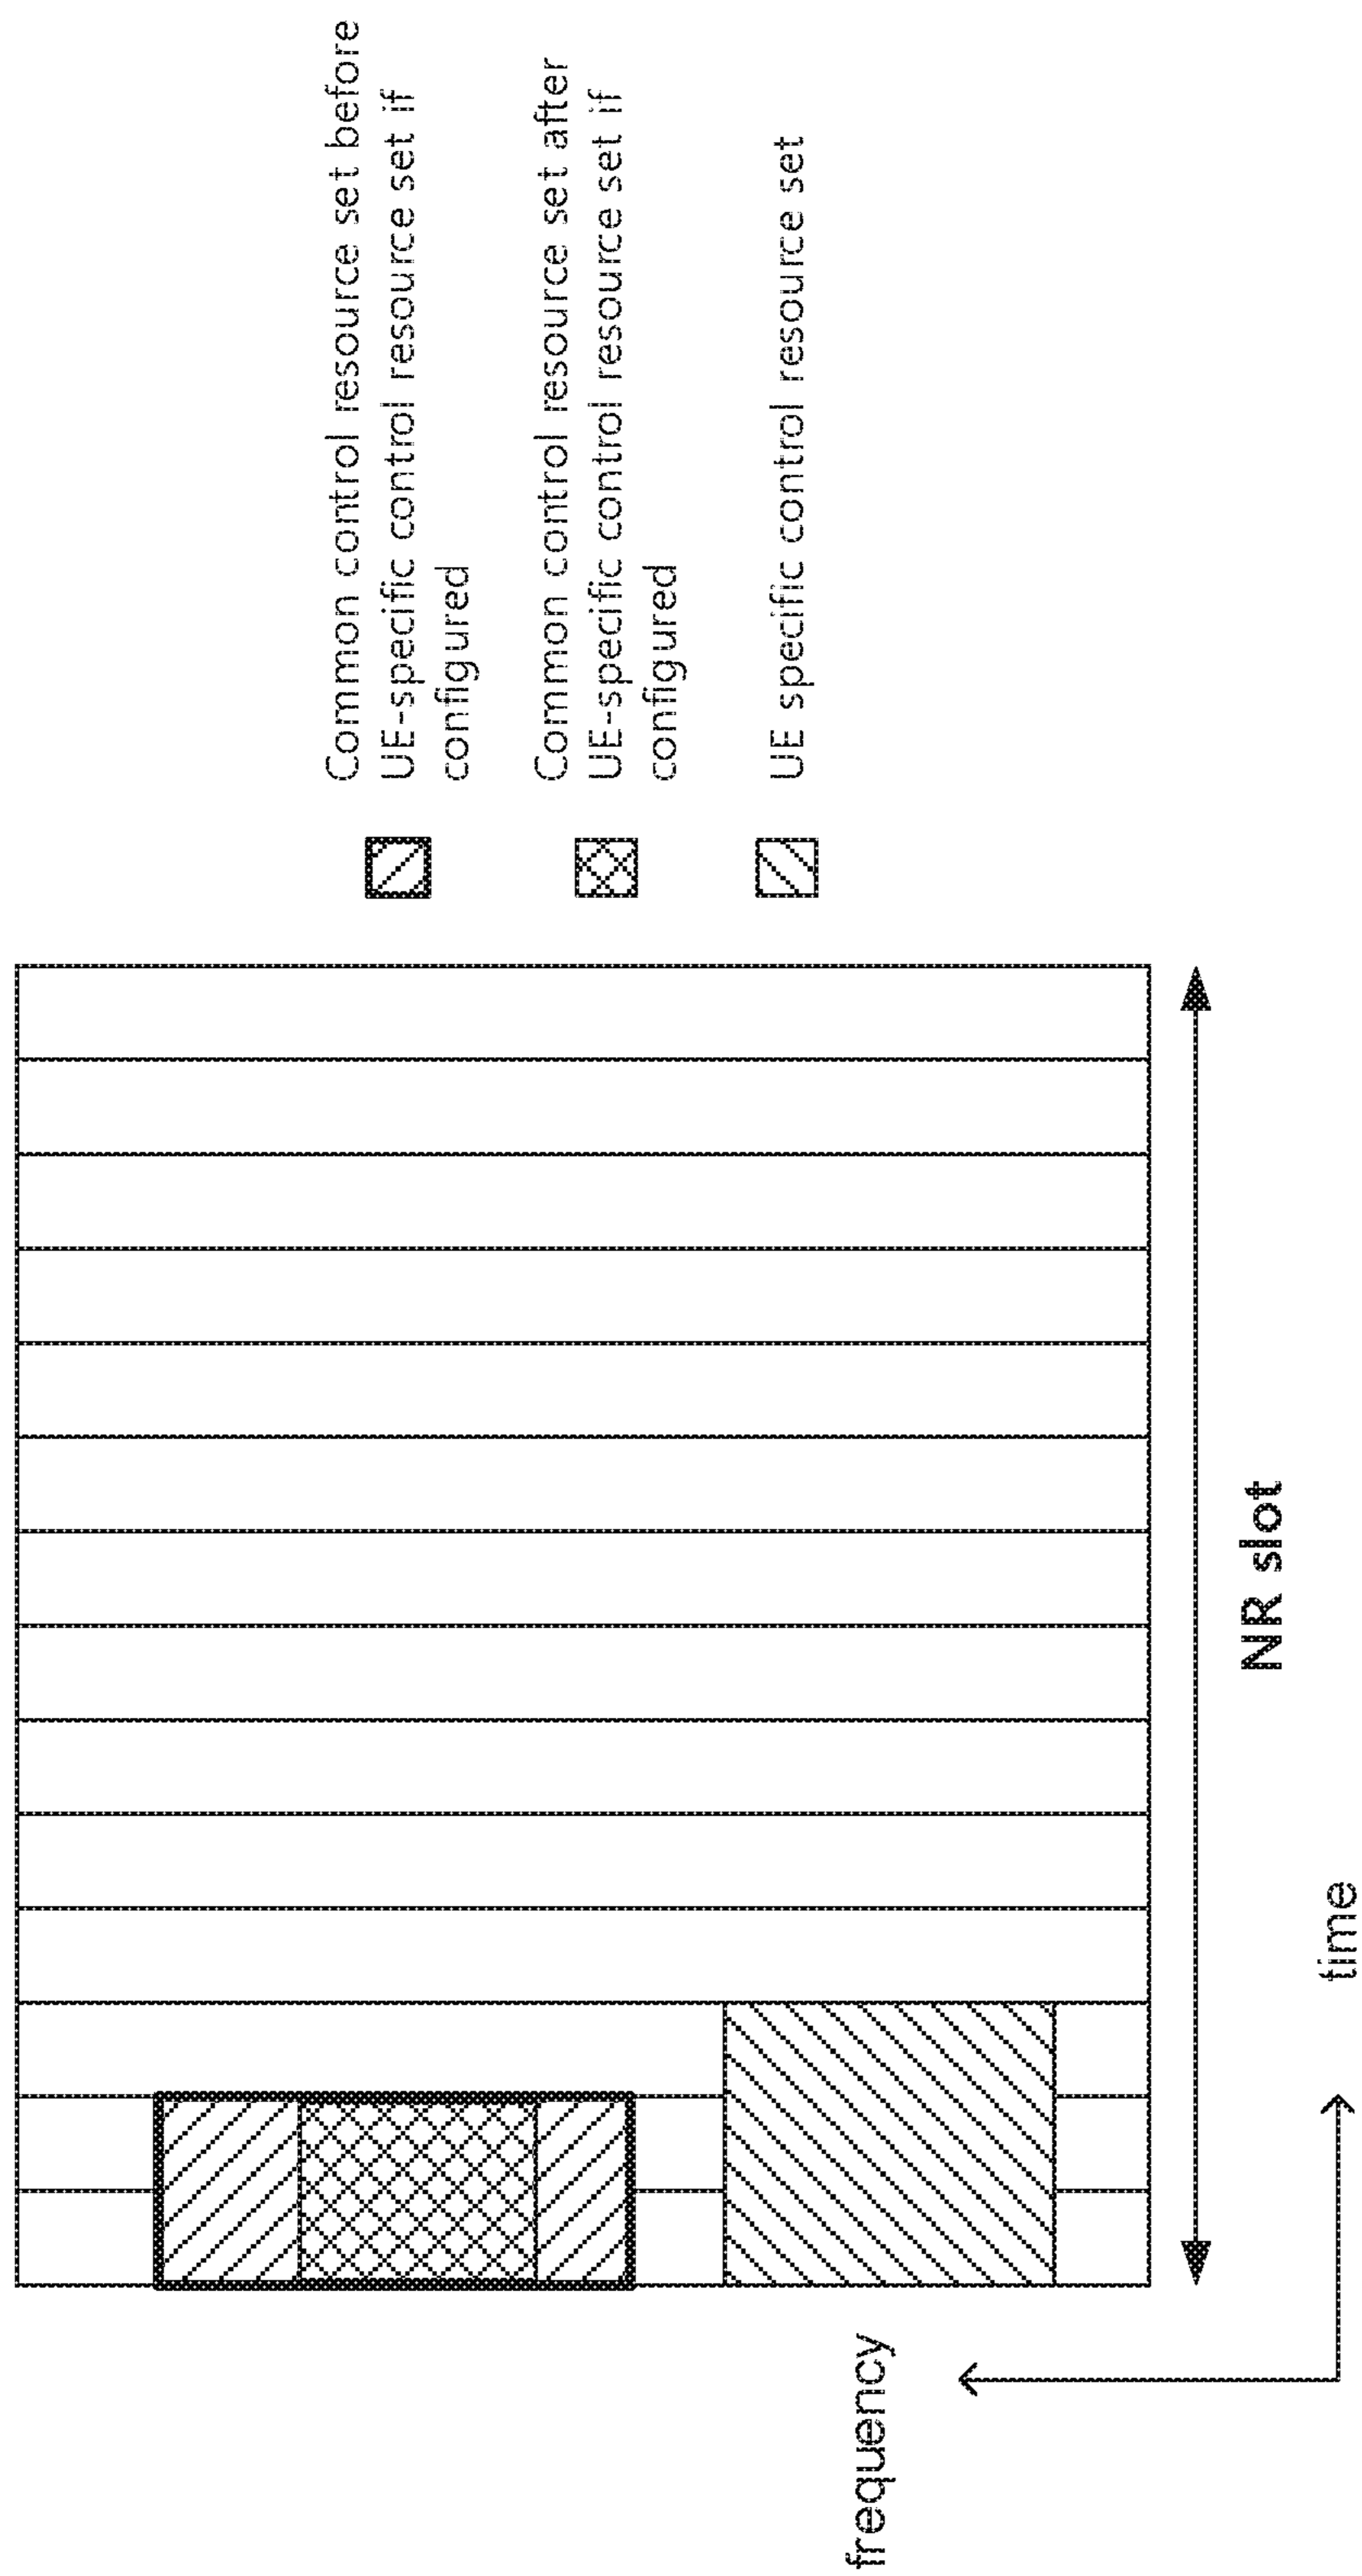 Common control resource set before
UE-specific control resource set if
configured
Common control resource set after
UE-specific control resource set if
configured
UE specific control resource set
NR slot
frequency
time